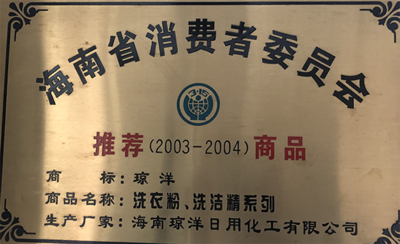 海南省消费者委员会
3·15
推荐(2003-2004)商品
商 标:琼洋
商品名称:洗衣粉、洗洁精系列
生产厂家:海南琼洋日用化工有限公司